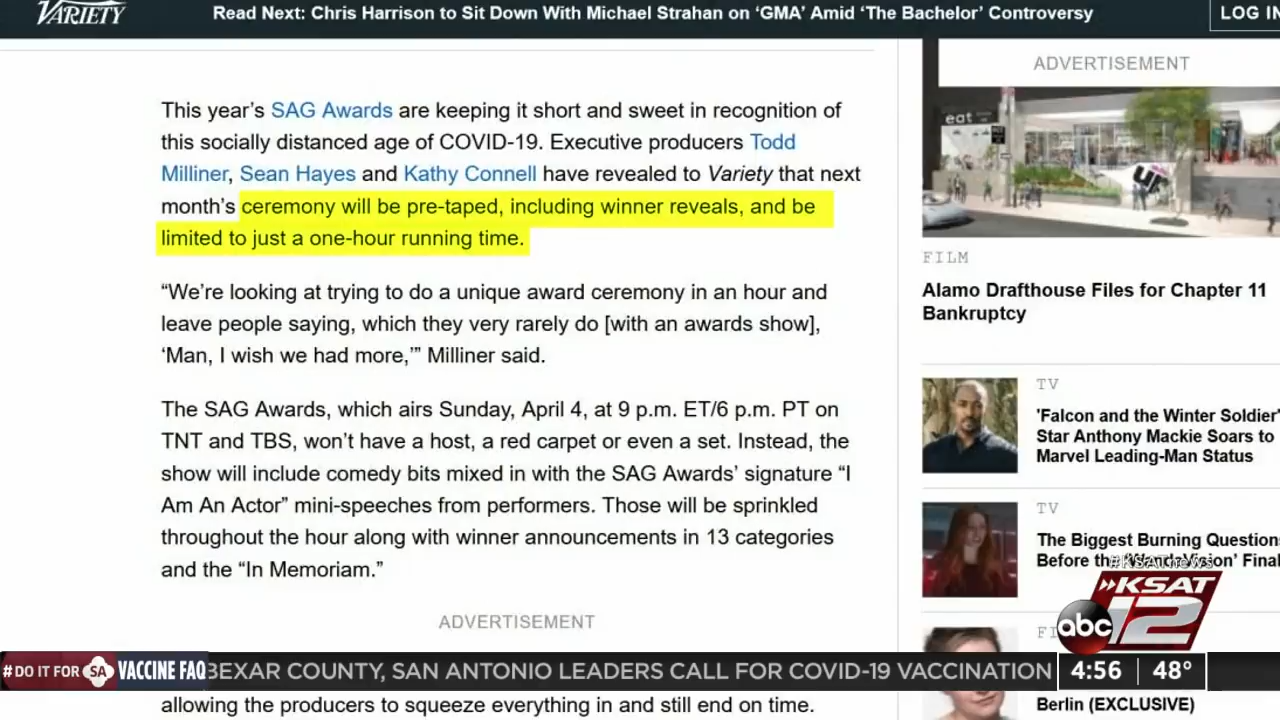 VARIETY
Read Next: Chris Harrison to Sit Down With Michael Strahan on ‘GMA’ Amid ‘The Bachelor’ Controversy
LOG IN
This year’s SAG Awards are keeping it short and sweet in recognition of
this socially distanced age of COVID-19. Executive producers Todd
Milliner, Sean Hayes and Kathy Connell have revealed to Variety that next
month’s ceremony will be pre-taped, including winner reveals, and be
limited to just a one-hour running time.
“We’re looking at trying to do a unique award ceremony in an hour and
leave people saying, which they very rarely do [with an awards show],
‘Man, I wish we had more,’” Milliner said.
The SAG Awards, which airs Sunday, April 4, at 9 p.m. ET/6 p.m. PT on
TNT and TBS, won’t have a host, a red carpet or even a set. Instead, the
show will include comedy bits mixed in with the SAG Awards’ signature “I
Am An Actor” mini-speeches from performers. Those will be sprinkled
throughout the hour along with winner announcements in 13 categories
and the “In Memoriam.”
ADVERTISEMENT
allowing the producers to squeeze everything in and still end on time.
ADVERTISEMENT
eat
up
FILM
Alamo Drafthouse Files for Chapter 11
Bankruptcy
TV
'Falcon and the Winter Soldier'
Star Anthony Mackie Soars to
Marvel Leading-Man Status
TV
The Biggest Burning Questions
Before the ‘WandaVision’ Final
#KSATnews
KSAT
abc 12
FI
Berlin (EXCLUSIVE)
#DO IT FOR SA VACCINE FAQ
BEXAR COUNTY, SAN ANTONIO LEADERS CALL FOR COVID-19 VACCINATION
4:56 48°